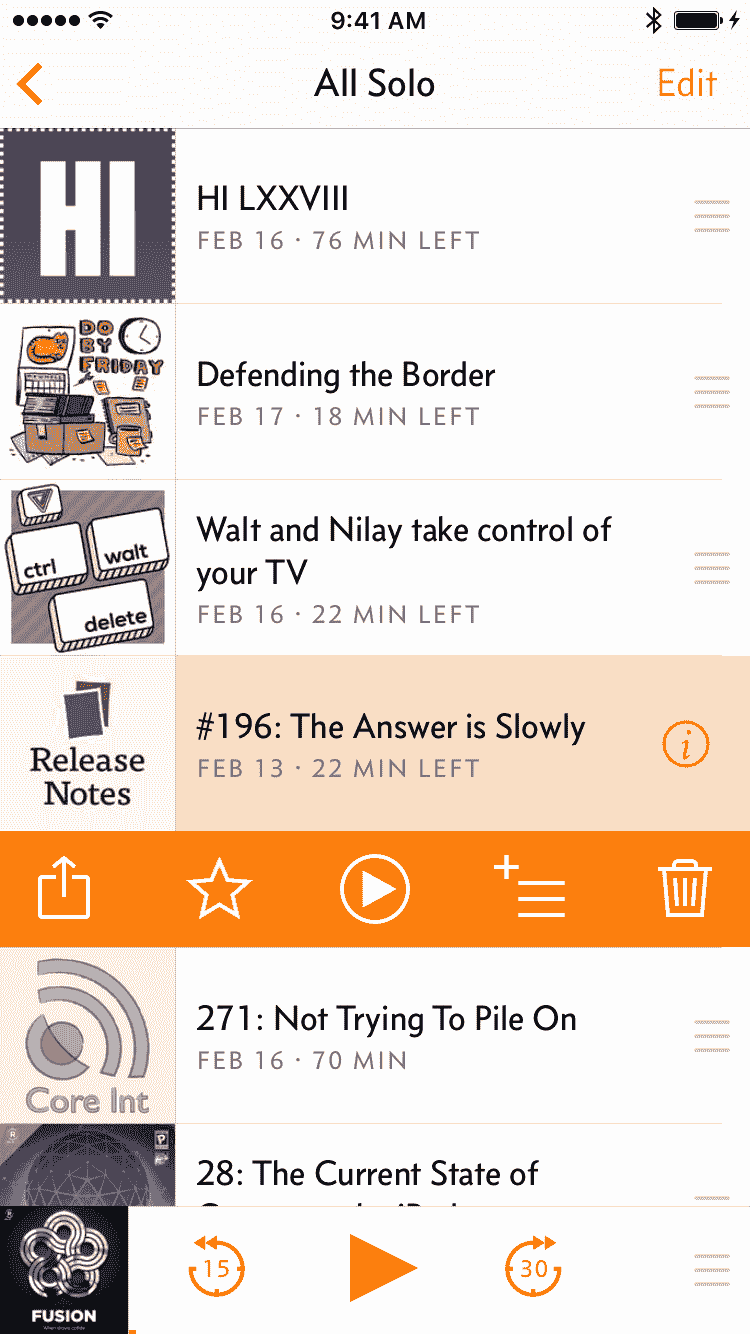 9:41 AM
All Solo
Edit
HI
HI LXXVIII
FEB 16 · 76 MIN LEFT
DO
BY
FRIDAY
Defending the Border
FEB 17 · 18 MIN LEFT
ctrl
walt
delete
Walt and Nilay take control of
your TV
FEB 16 · 22 MIN LEFT
Release
Notes
#196: The Answer is Slowly
FEB 13 · 22 MIN LEFT
i
Core Int
271: Not Trying To Pile On
FEB 16 · 70 MIN
28: The Current State of
FUSION
When draws collide
15
30